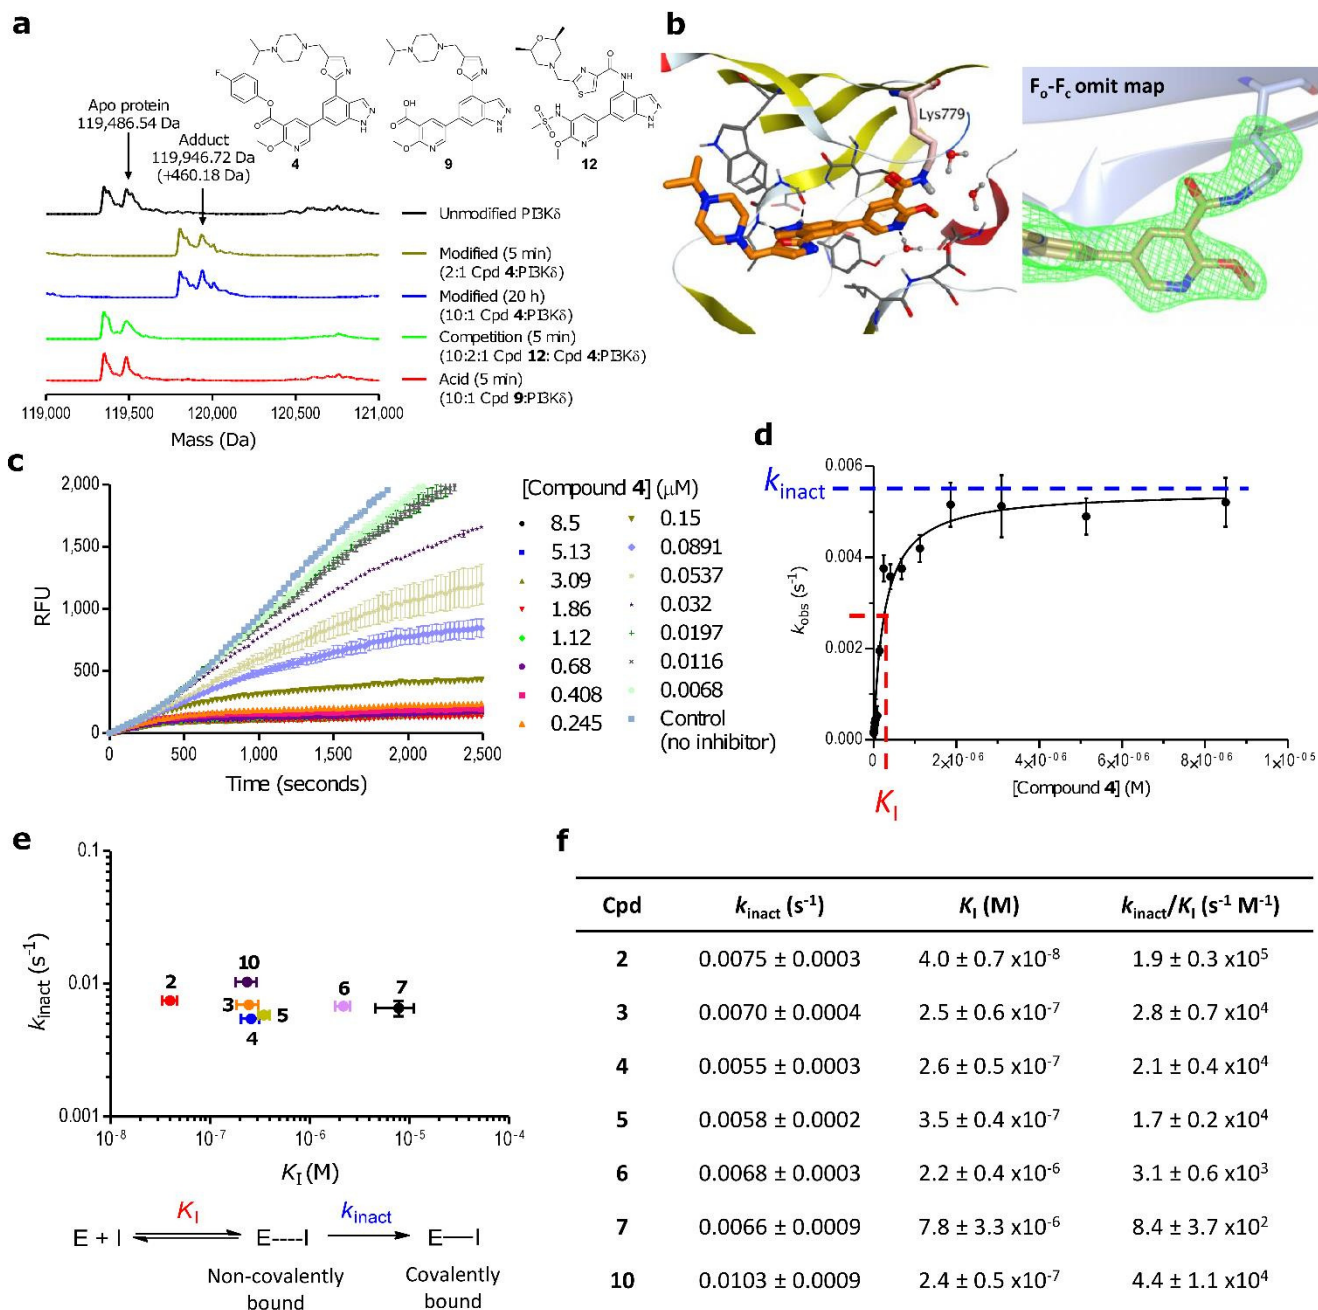 a
Apo protein
119,486.54 Da
Adduct
119,946.72 Da
(+460.18 Da)
4
9
12
Unmodified PI3Kδ
Modified (5 min)
(2:1 Cpd 4:PI3Kδ)
Modified (20 h)
(10:1 Cpd 4:PI3Kδ)
Competition (5 min)
(10:2:1 Cpd 12: Cpd 4:PI3Kδ)
Acid (5 min)
(10:1 Cpd 9:PI3Kδ)
119,000 119,500 120,000 120,500 121,000
Mass (Da)
b
Lys779
Fo-Fc omit map
c
2,000
1,500
1,000
500
0
RFU
0 500 1,000 1,500 2,000 2,500
Time (seconds)
[Compound 4] (μM)
8.5
5.13
3.09
1.86
1.12
0.68
0.408
0.245
0.15
0.0891
0.0537
0.032
0.0197
0.0116
0.0068
Control
(no inhibitor)
d
kinact
0.006
0.004
0.002
0.000
kobs (s-1)
0 2×10-06 4×10-06 6×10-06 8×10-06 1×10-05
[Compound 4] (M)
KI
e
0.1
0.01
0.001
kinact (s-1)
2
10
3
4
5
6
7
10-8 10-7 10-6 10-5 10-4
KI (M)
KI kinact
E + I E----I E—I
Non-covalently bound
Covalently bound
f
Cpd kinact (s-1) KI (M) kinact/KI (s-1 M-1)
2 0.0075 ± 0.0003 4.0 ± 0.7 x10-8 1.9 ± 0.3 x105
3 0.0070 ± 0.0004 2.5 ± 0.6 x10-7 2.8 ± 0.7 x104
4 0.0055 ± 0.0003 2.6 ± 0.5 x10-7 2.1 ± 0.4 x104
5 0.0058 ± 0.0002 3.5 ± 0.4 x10-7 1.7 ± 0.2 x104
6 0.0068 ± 0.0003 2.2 ± 0.4 x10-6 3.1 ± 0.6 x103
7 0.0066 ± 0.0009 7.8 ± 3.3 x10-6 8.4 ± 3.7 x102
10 0.0103 ± 0.0009 2.4 ± 0.5 x10-7 4.4 ± 1.1 x104